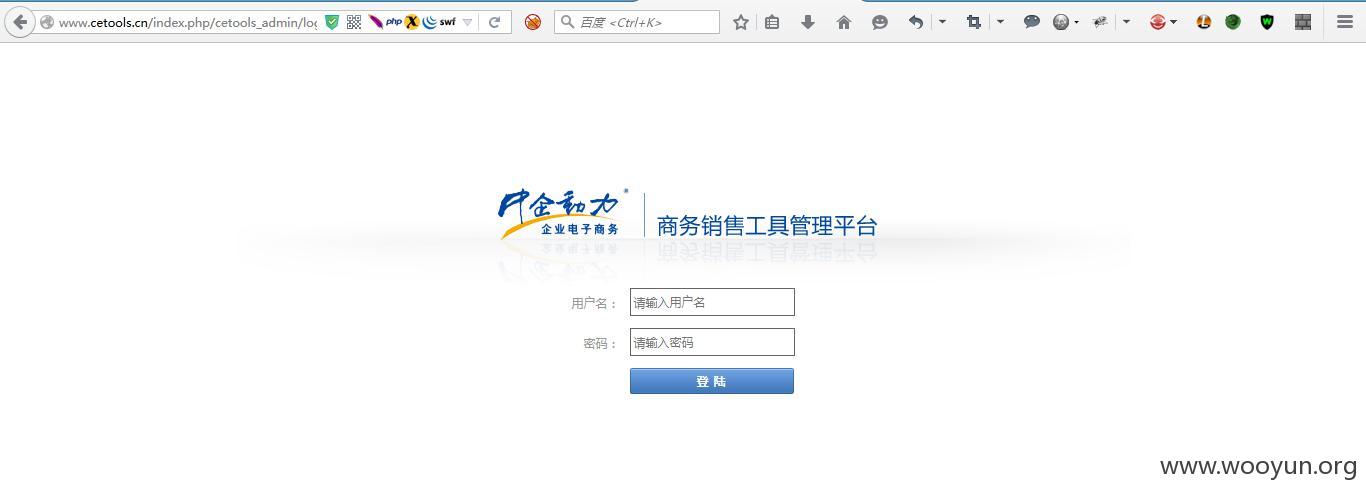 www.cetools.cn/index.php/cetools_admin/log
php
swf
百度 <Ctrl+K>
中企动力
企业电子商务
商务销售工具管理平台
用户名：
请输入用户名
密码：
请输入密码
登 陆
www.wooyun.org